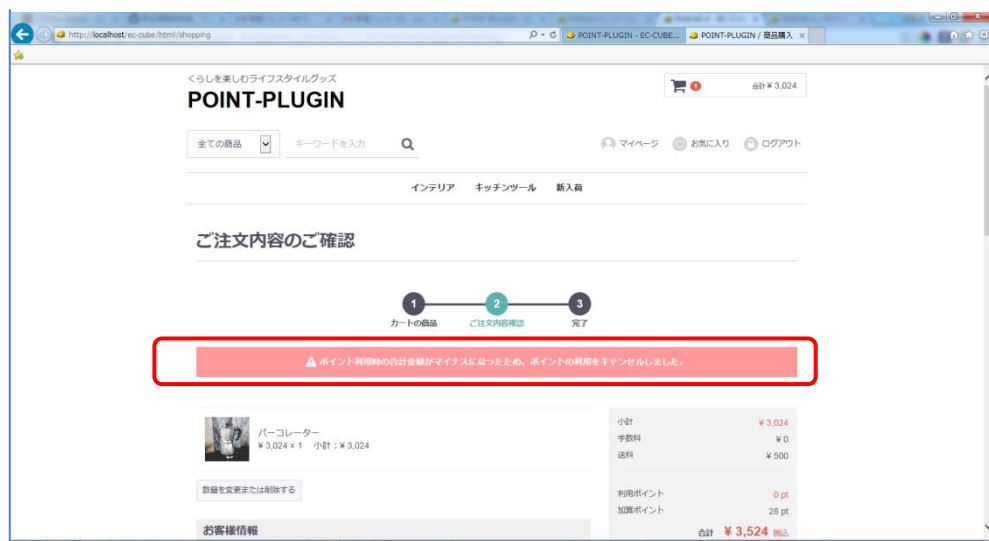 http://localhost/ec-cube/html/shopping
POINT-PLUGIN - EC-CUBE...
POINT-PLUGIN / 商品購入
くらしを楽しむライフスタイルグッズ
POINT-PLUGIN
1
合計 ¥ 3,024
全ての商品
キーワードを入力
マイページ
お気に入り
ログアウト
インテリア キッチンツール 新入荷
ご注文内容のご確認
1 2 3
カートの商品 ご注文内容確認 完了
ポイント利用時の合計金額がマイナスになったため、ポイントの利用をキャンセルしました。
パーコレーター
¥ 3,024 × 1 小計：¥ 3,024
数量を変更または削除する
お客様情報
小計 ¥ 3,024
手数料 ¥ 0
送料 ¥ 500
利用ポイント 0 pt
加算ポイント 28 pt
合計 ¥ 3,524 税込